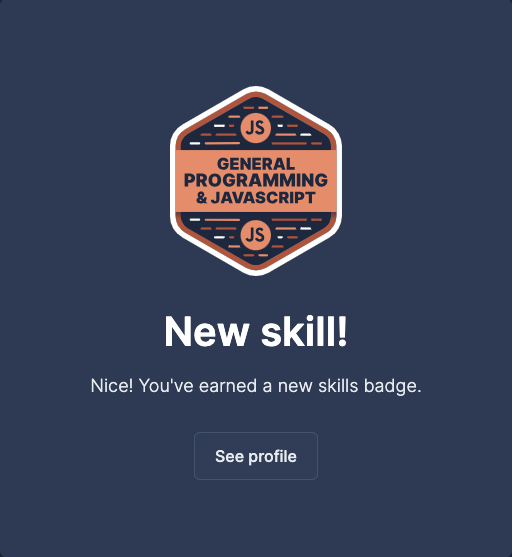 JS
GENERAL
PROGRAMMING
& JAVASCRIPT
JS
New skill!
Nice! You've earned a new skills badge.
See profile